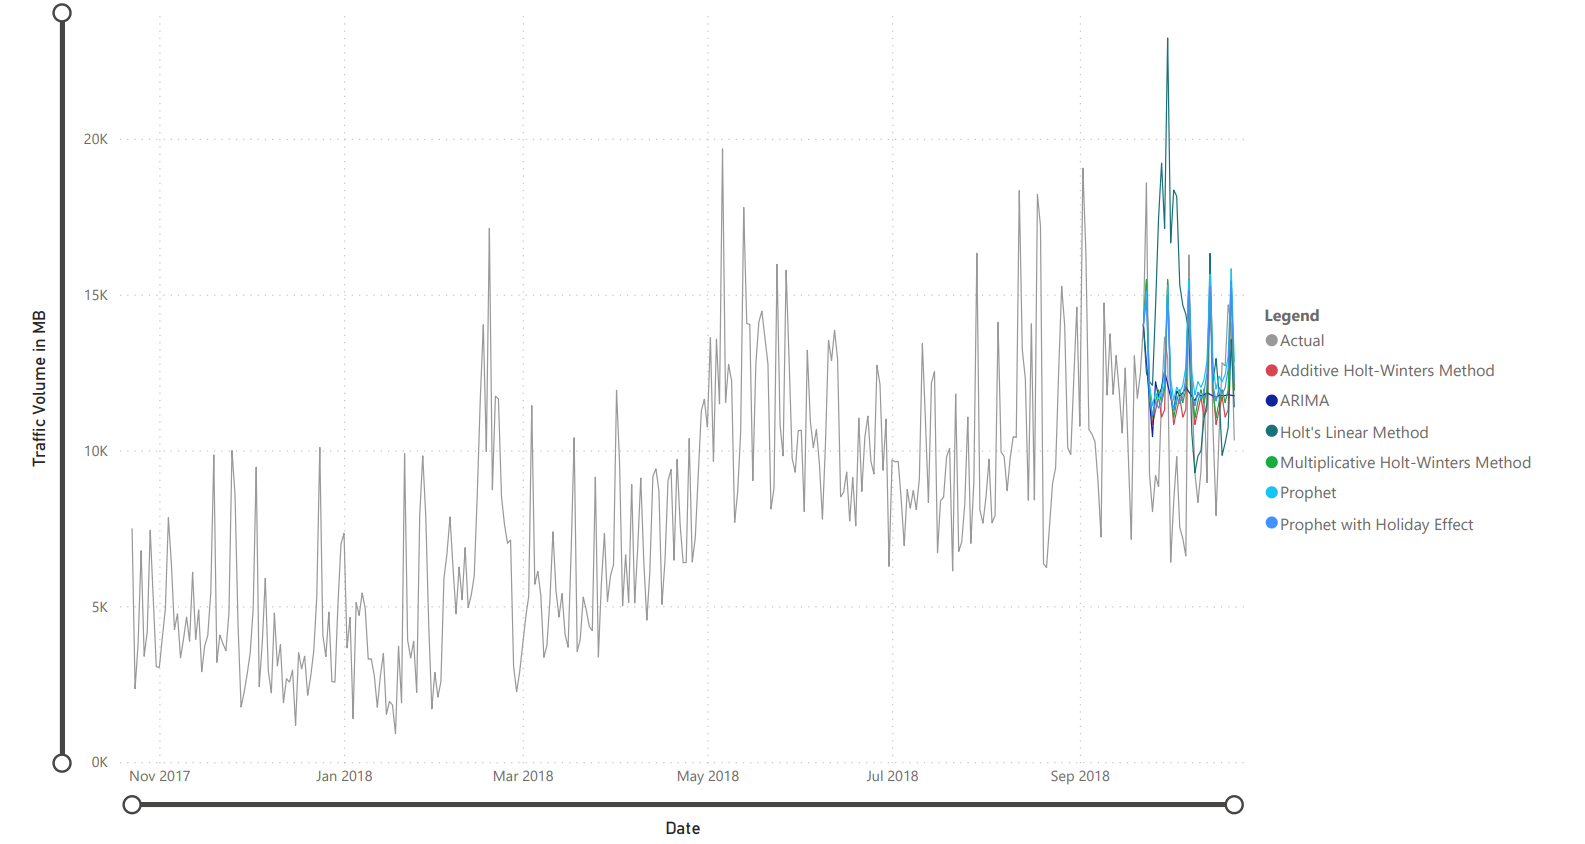 Traffic Volume in MB
20K
15K
10K
5K
0K
Nov 2017
Jan 2018
Mar 2018
May 2018
Jul 2018
Sep 2018
Date
Legend
Actual
Additive Holt-Winters Method
ARIMA
Holt's Linear Method
Multiplicative Holt-Winters Method
Prophet
Prophet with Holiday Effect